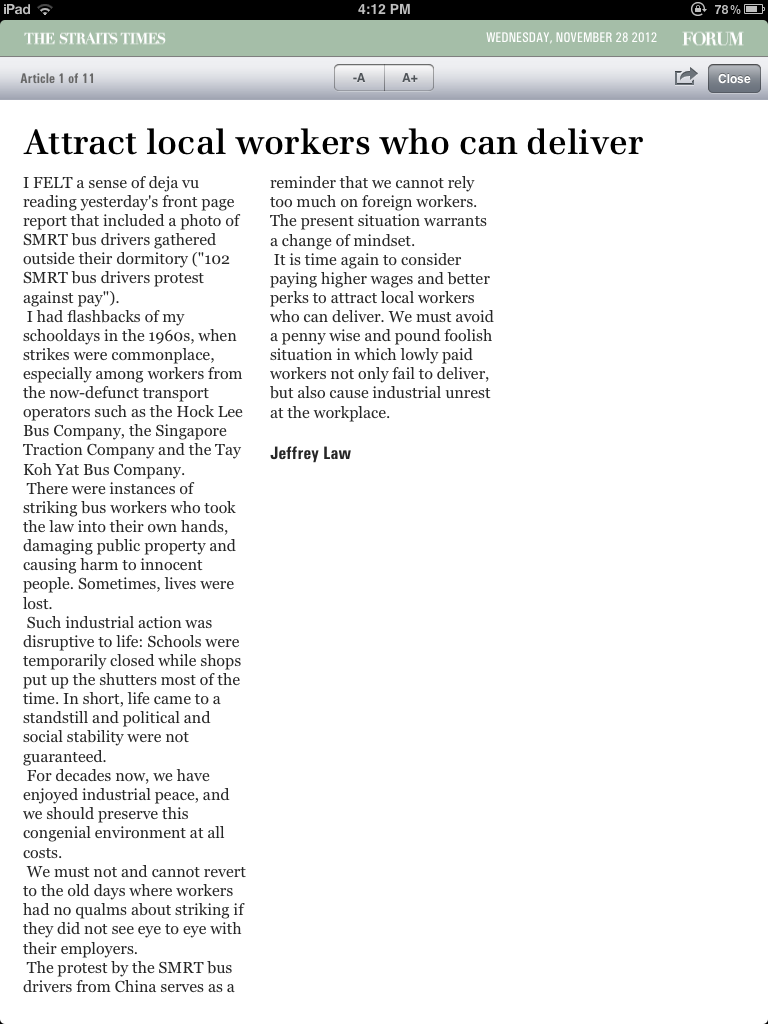 iPad 4:12 PM 78%
THE STRAITS TIMES WEDNESDAY, NOVEMBER 28 2012 FORUM
Article 1 of 11 -A A+ Close
Attract local workers who can deliver
I FELT a sense of deja vu
reading yesterday's front page
report that included a photo of
SMRT bus drivers gathered
outside their dormitory ("102
SMRT bus drivers protest
against pay").
I had flashbacks of my
schooldays in the 1960s, when
strikes were commonplace,
especially among workers from
the now-defunct transport
operators such as the Hock Lee
Bus Company, the Singapore
Traction Company and the Tay
Koh Yat Bus Company.
There were instances of
striking bus workers who took
the law into their own hands,
damaging public property and
causing harm to innocent
people. Sometimes, lives were
lost.
Such industrial action was
disruptive to life: Schools were
temporarily closed while shops
put up the shutters most of the
time. In short, life came to a
standstill and political and
social stability were not
guaranteed.
For decades now, we have
enjoyed industrial peace, and
we should preserve this
congenial environment at all
costs.
We must not and cannot revert
to the old days where workers
had no qualms about striking if
they did not see eye to eye with
their employers.
The protest by the SMRT bus
drivers from China serves as a
reminder that we cannot rely
too much on foreign workers.
The present situation warrants
a change of mindset.
It is time again to consider
paying higher wages and better
perks to attract local workers
who can deliver. We must avoid
a penny wise and pound foolish
situation in which lowly paid
workers not only fail to deliver,
but also cause industrial unrest
at the workplace.
Jeffrey Law